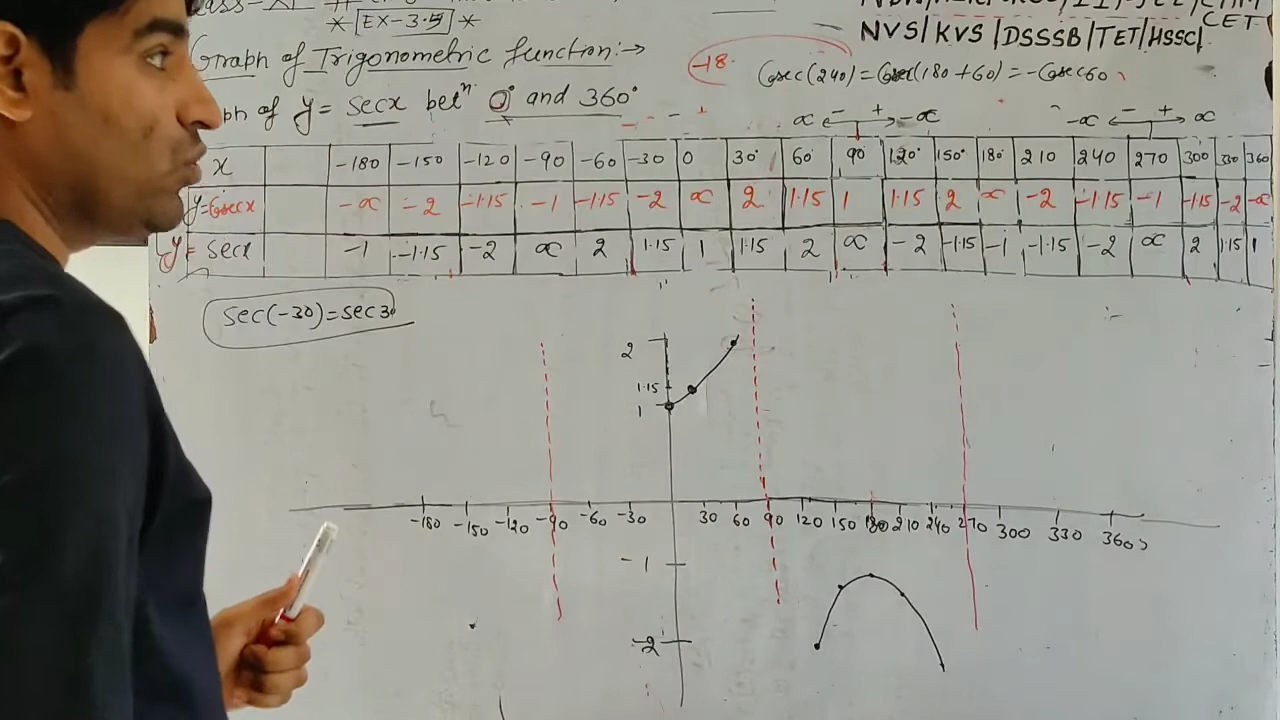 * EX-3.5 *
NVS/KVS/DSSSB/TET/HSSC/
CET
Graph of Trigonometric function:→
-18.
Cosec(240)=Cosec(180+60)=-Cosec60
of y = secx betⁿ 0° and 360°
∝ ← - + → -∝
-∝ ← - + → ∝
x -180 -150 -120 -90 -60 -30 0 30° 60 90 120° 150° 180° 210 240 270 300 330 360
y=Cosecx -∝ -2 -1.15 -1 -1.15 -2 ∝ 2 1.15 1 1.15 2 ∝ -2 -1.15 -1 -1.15 -2 -∝
y = secx -1 -1.15 -2 ∝ 2 1.15 1 1.15 2 ∝ -2 -1.15 -1 -1.15 -2 ∝ 2 1.15 1
sec(-30)=sec30
2
1.15
1
-180 -150 -120 -90 -60 -30 30 60 90 120 150 180 210 240 270 300 330 360
-1
-2